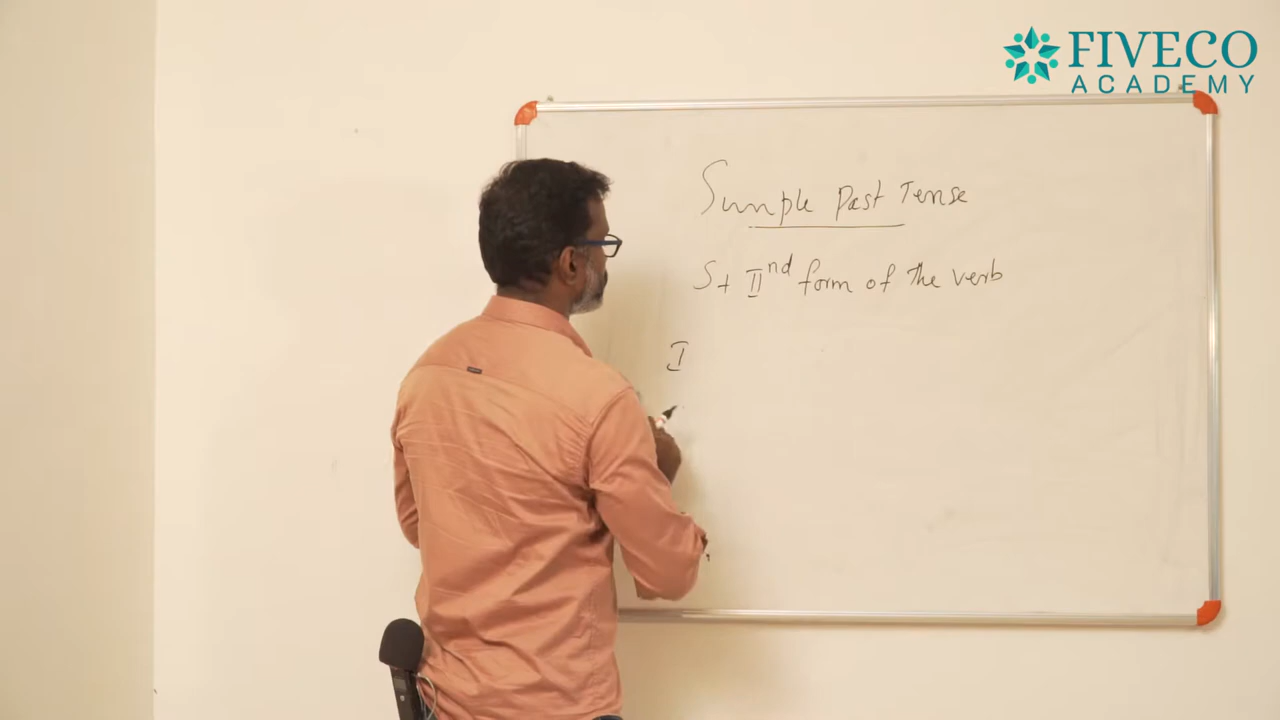 FIVECO
ACADEMY
Simple Past Tense
S+ IInd form of the verb
I